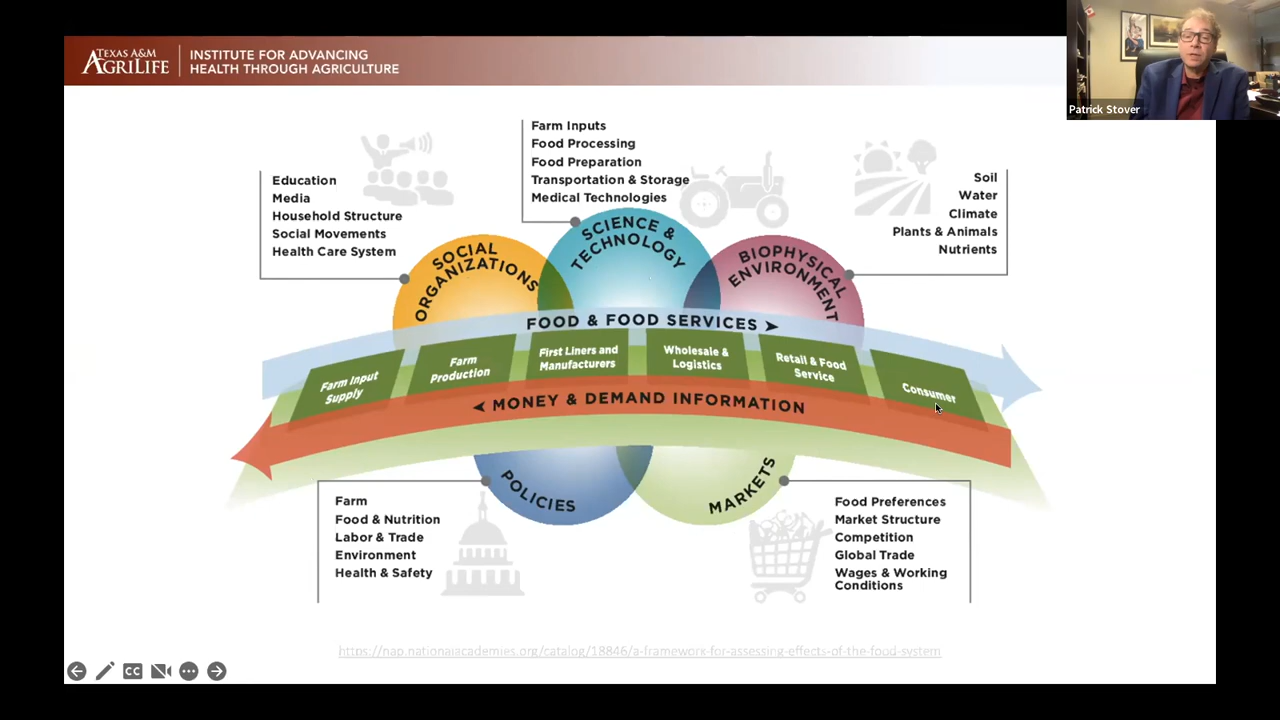 TEXAS A&M
AGRILIFE
INSTITUTE FOR ADVANCING
HEALTH THROUGH AGRICULTURE
Patrick Stover
Education
Media
Household Structure
Social Movements
Health Care System
Farm Inputs
Food Processing
Food Preparation
Transportation & Storage
Medical Technologies
Soil
Water
Climate
Plants & Animals
Nutrients
SOCIAL
ORGANIZATIONS
SCIENCE &
TECHNOLOGY
BIOPHYSICAL
ENVIRONMENT
FOOD & FOOD SERVICES
Farm Input
Supply
Farm
Production
First Liners and
Manufacturers
Wholesale &
Logistics
Retail & Food
Service
Consumer
MONEY & DEMAND INFORMATION
POLICIES
MARKETS
Farm
Food & Nutrition
Labor & Trade
Environment
Health & Safety
Food Preferences
Market Structure
Competition
Global Trade
Wages & Working
Conditions
https://nap.nationalacademies.org/catalog/18846/a-framework-for-assessing-effects-of-the-food-system
CC